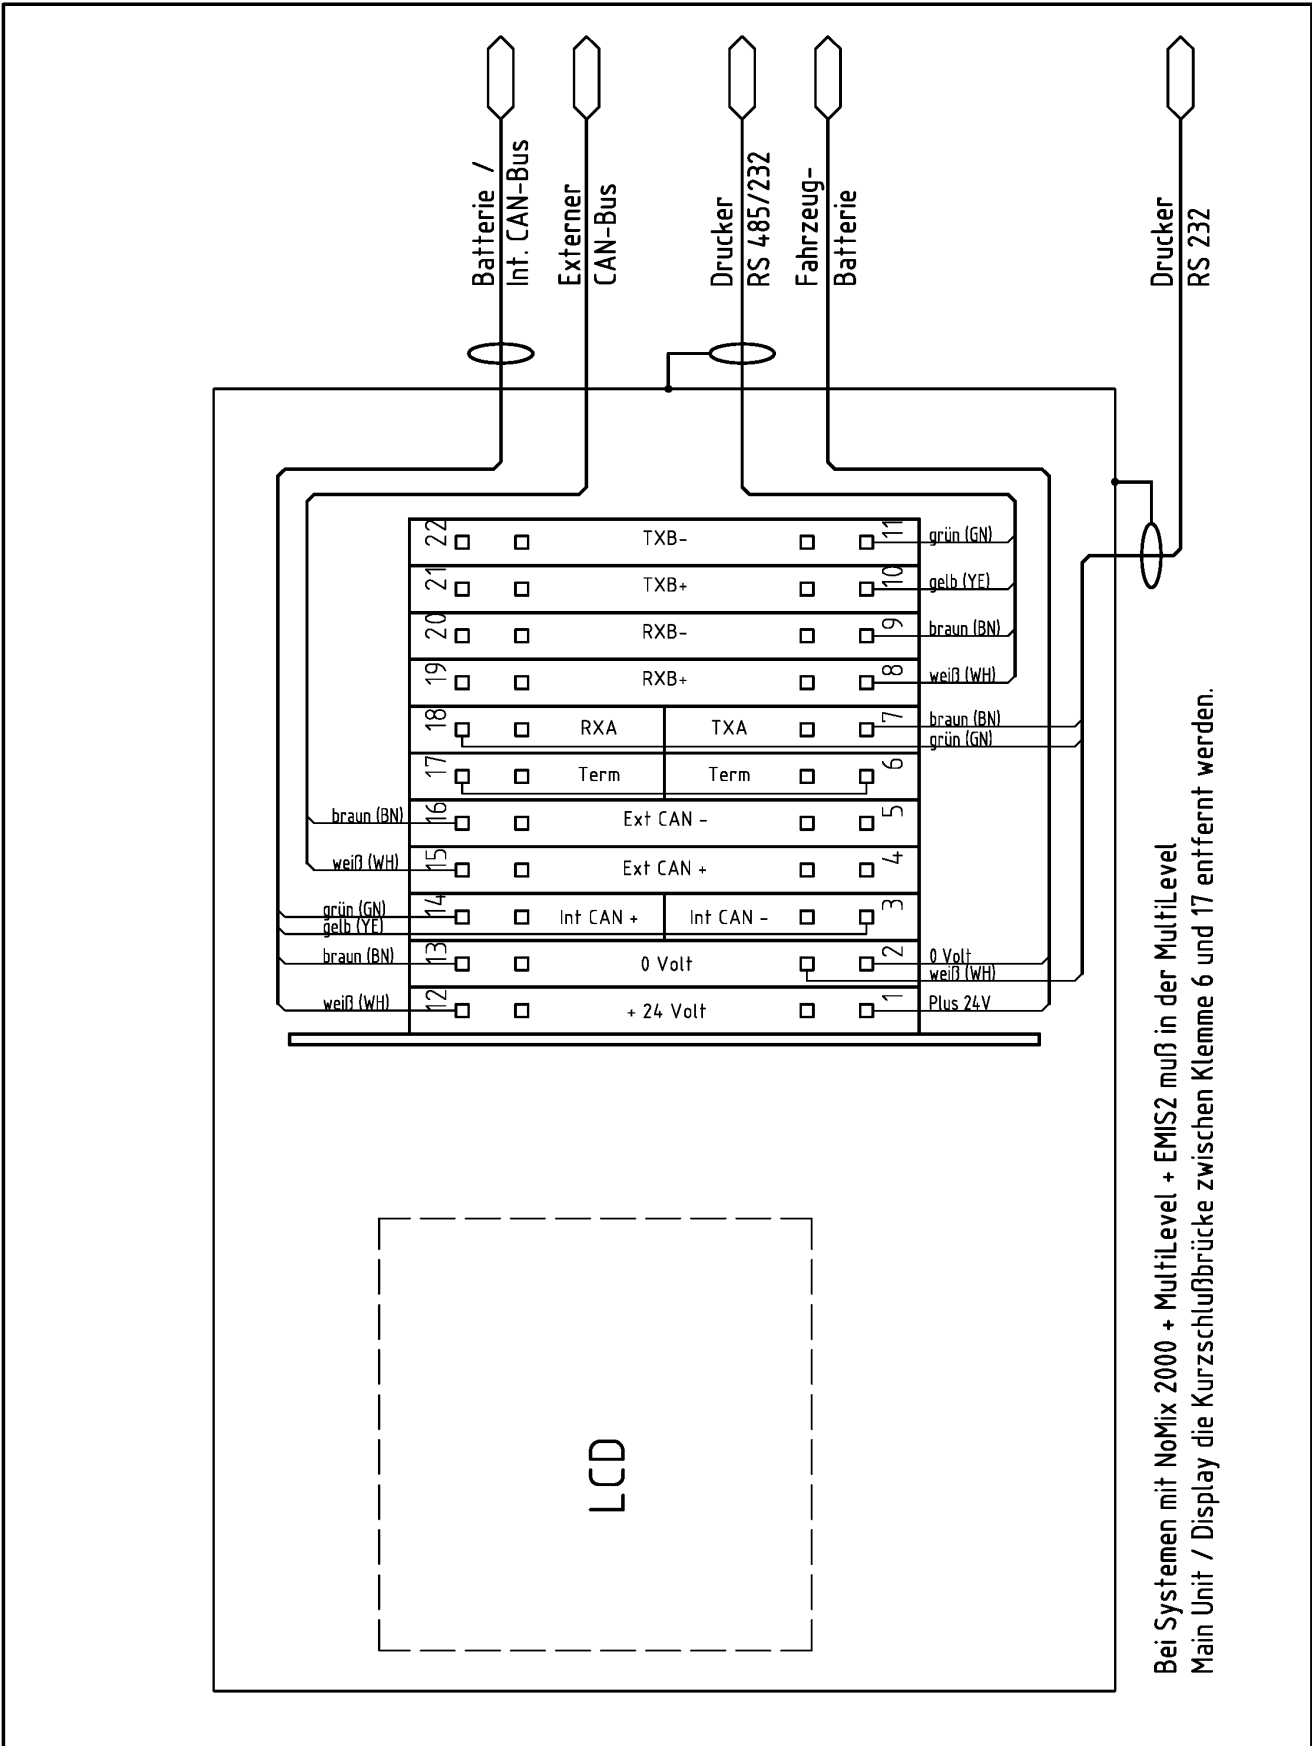 Batterie /
Int. CAN-Bus
Externer
CAN-Bus
Drucker
RS 485/232
Fahrzeug-
Batterie
Drucker
RS 232
22 TXB- 11 grün (GN)
21 TXB+ 10 gelb (YE)
20 RXB- 9 braun (BN)
19 RXB+ 8 weiß (WH)
18 RXA TXA 7 braun (BN)
grün (GN)
17 Term Term 6
braun (BN) 16 Ext CAN - 5
weiß (WH) 15 Ext CAN + 4
grün (GN) 14 Int CAN + Int CAN - 3
gelb (YE)
braun (BN) 13 0 Volt 2 0 Volt
weiß (WH)
weiß (WH) 12 + 24 Volt 1 Plus 24V
LCD
Bei Systemen mit NoMix 2000 + MultiLevel + EMIS2 muß in der MultiLevel
Main Unit / Display die Kurzschlußbrücke zwischen Klemme 6 und 17 entfernt werden.